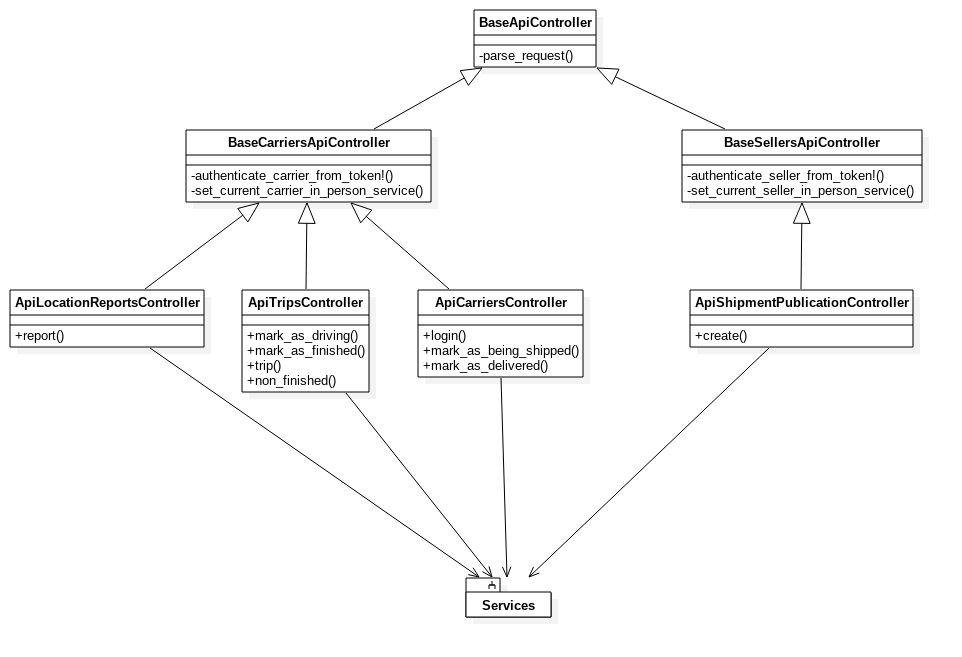 BaseApiController
-parse_request()
BaseCarriersApiController
-authenticate_carrier_from_token!()
-set_current_carrier_in_person_service()
BaseSellersApiController
-authenticate_seller_from_token!()
-set_current_seller_in_person_service()
ApiLocationReportsController
+report()
ApiTripsController
+mark_as_driving()
+mark_as_finished()
+trip()
+non_finished()
ApiCarriersController
+login()
+mark_as_being_shipped()
+mark_as_delivered()
ApiShipmentPublicationController
+create()
Services